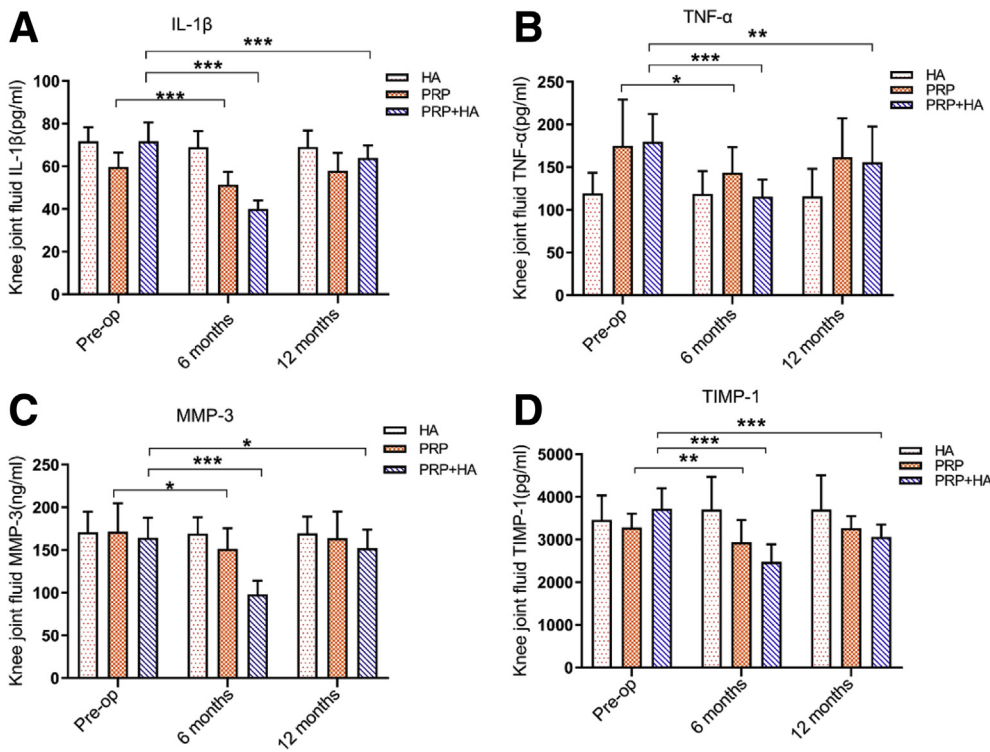 A
IL-1β
***
***
***
Knee joint fluid IL-1β(pg/ml)
100
80
60
40
20
0
HA
PRP
PRP+HA
Pre-op
6 months
12 months
B
TNF-α
**
***
*
Knee joint fluid TNF-α(pg/ml)
250
200
150
100
50
0
HA
PRP
PRP+HA
Pre-op
6 months
12 months
C
MMP-3
*
***
*
Knee joint fluid MMP-3(ng/ml)
250
200
150
100
50
0
HA
PRP
PRP+HA
Pre-op
6 months
12 months
D
TIMP-1
***
***
**
Knee joint fluid TIMP-1(pg/ml)
5000
4000
3000
2000
1000
0
HA
PRP
PRP+HA
Pre-op
6 months
12 months